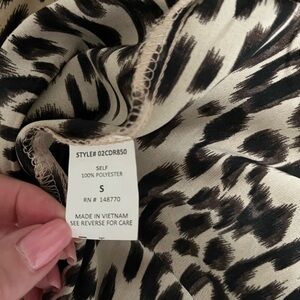 STYLE# 02CDR850
SELF
100% POLYESTER
S
RN # 148770
MADE IN VIETNAM
SEE REVERSE FOR CARE